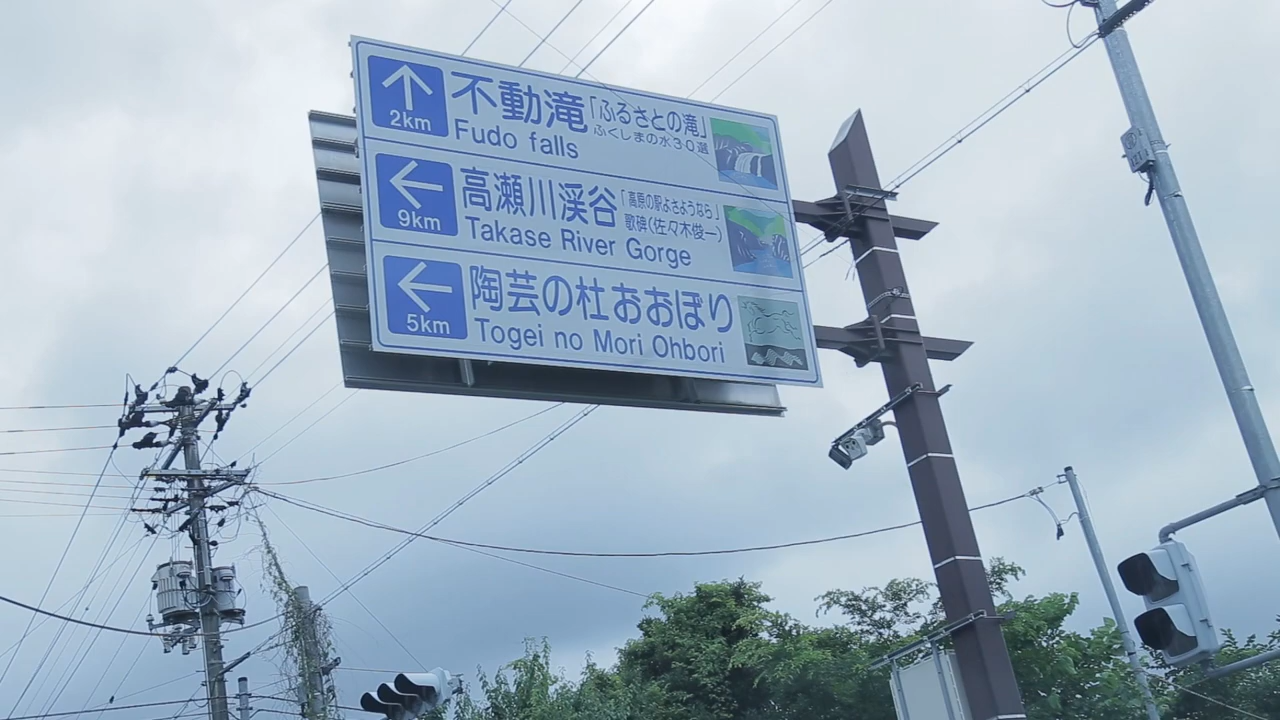 不動滝「ふるさとの滝」
ふくしまの水30選
2km
Fudo falls
高瀬川渓谷「高原の駅よさようなら」
歌碑(佐々木俊一)
9km
Takase River Gorge
陶芸の杜おおぼり
5km
Togei no Mori Ohbori